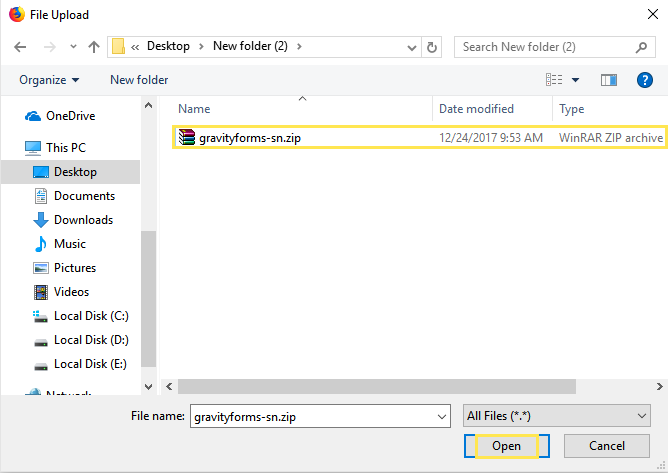 File Upload
« Desktop > New folder (2) >
Search New folder (2)
Organize
New folder
?
Name
Date modified
Type
OneDrive
This PC
Desktop
Documents
Downloads
Music
Pictures
Videos
Local Disk (C:)
Local Disk (D:)
Local Disk (E:)
Network
gravityforms-sn.zip
12/24/2017 9:53 AM
WinRAR ZIP archive
File name:
gravityforms-sn.zip
All Files (*.*)
Open
Cancel